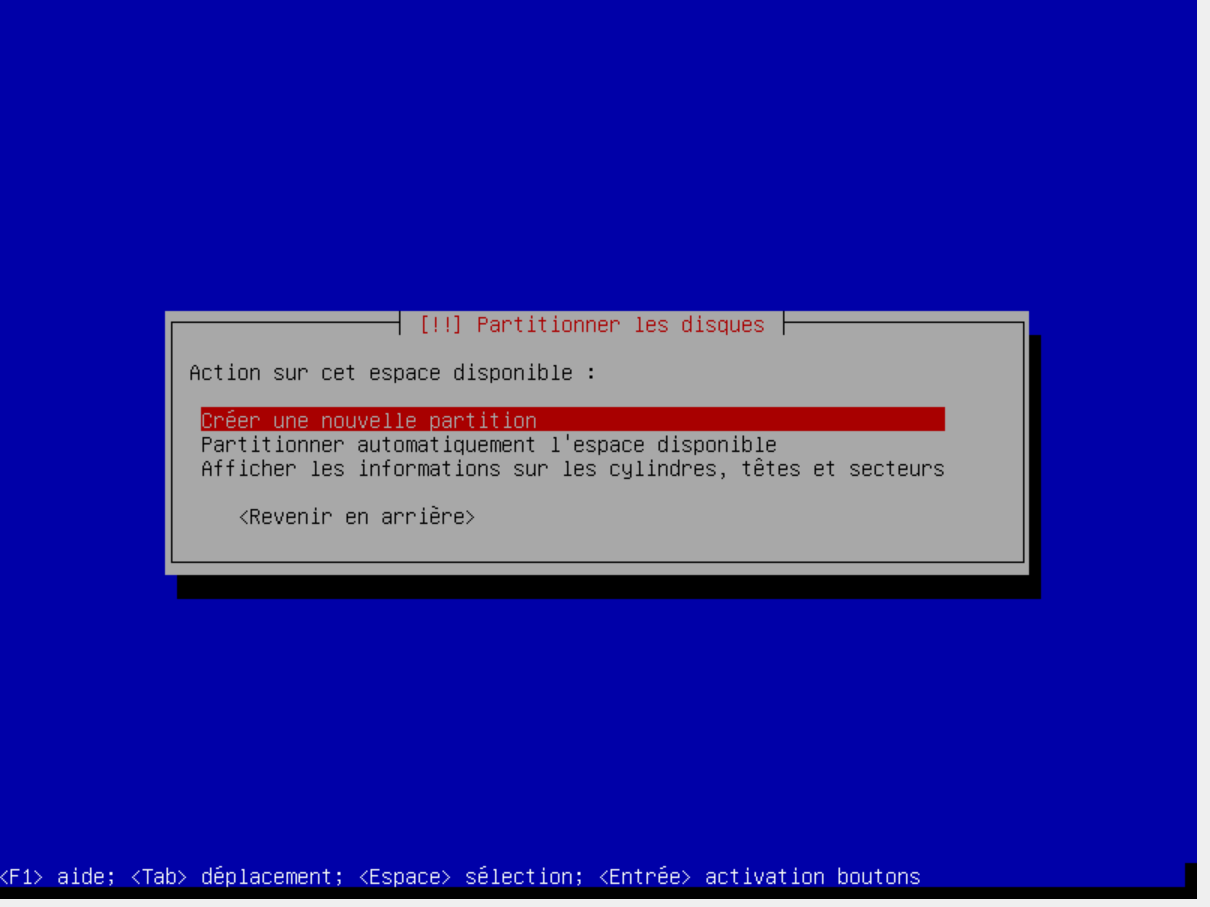 [!!] Partitionner les disques
Action sur cet espace disponible :
Créer une nouvelle partition
Partitionner automatiquement l'espace disponible
Afficher les informations sur les cylindres, têtes et secteurs
<Revenir en arrière>
<F1> aide; <Tab> déplacement; <Espace> sélection; <Entrée> activation boutons